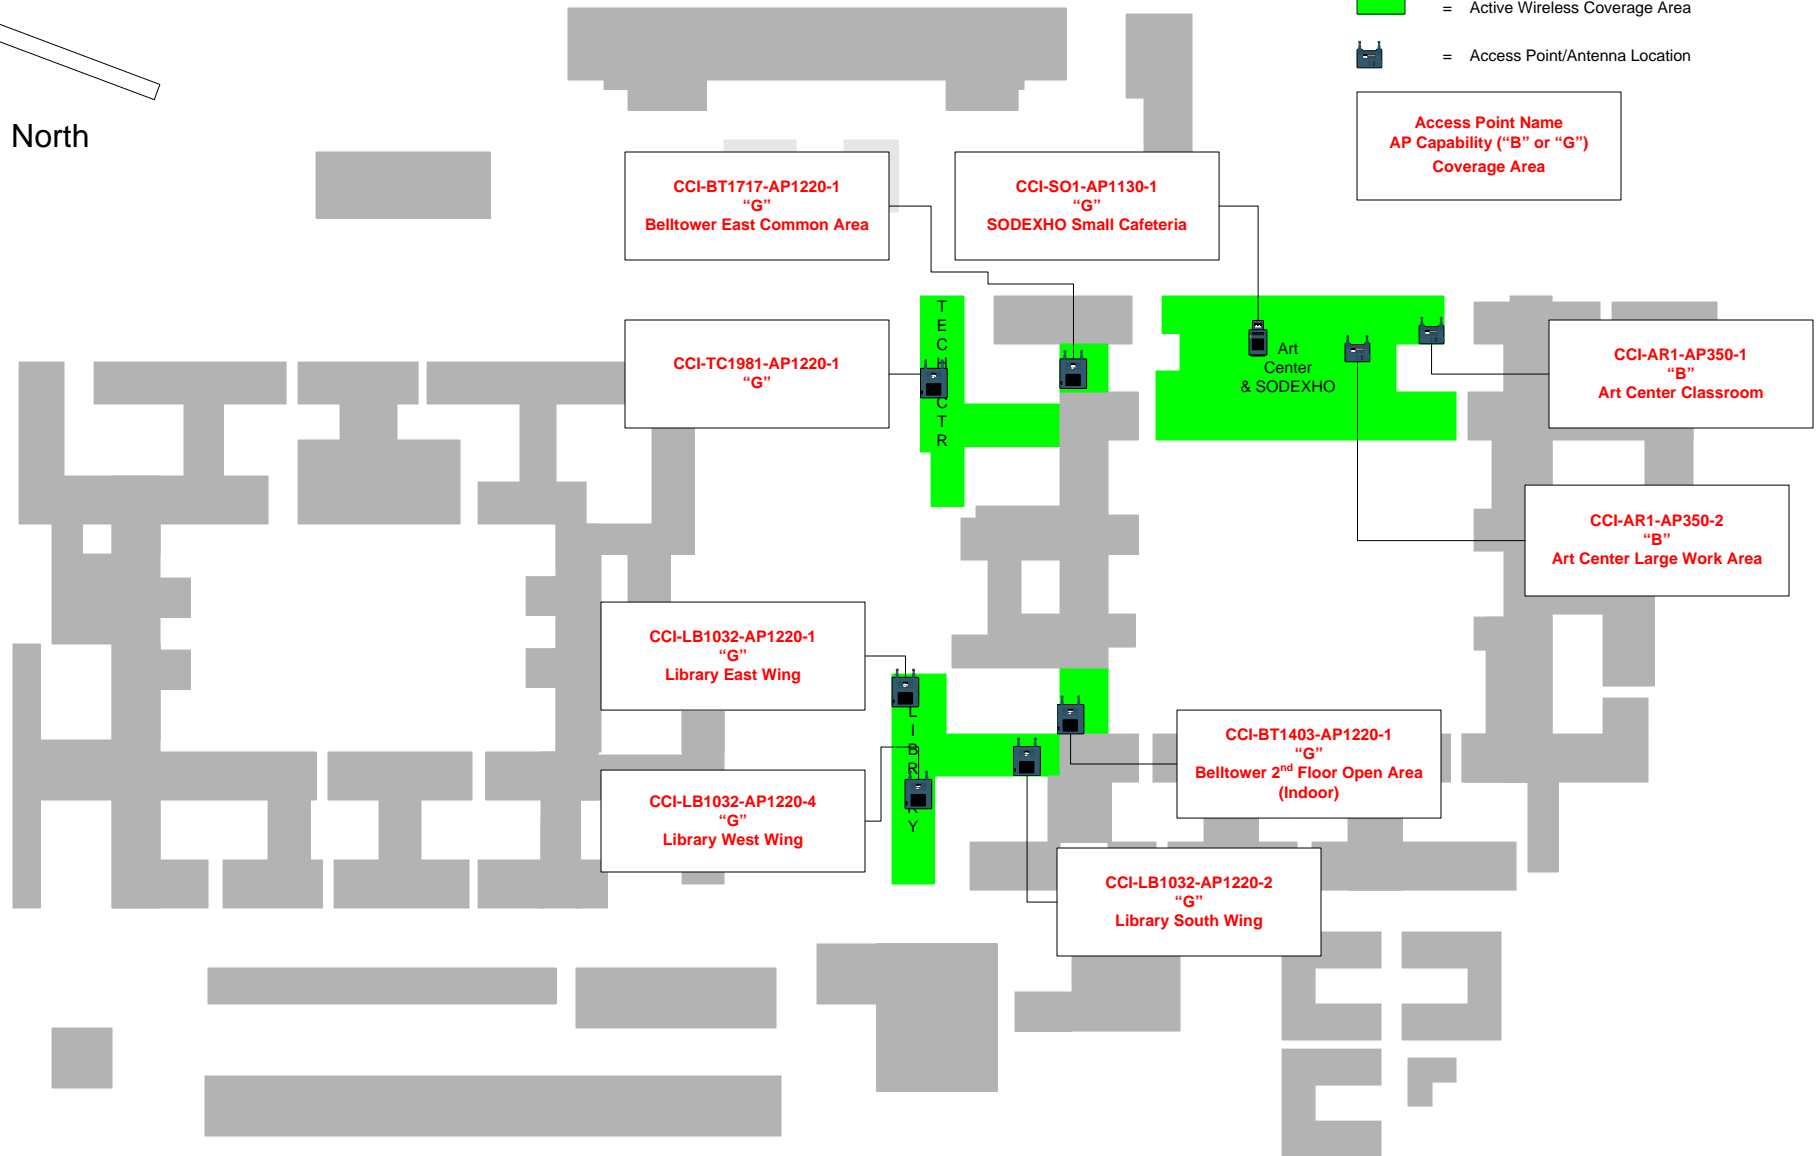 = Active Wireless Coverage Area
= Access Point/Antenna Location
Access Point Name
AP Capability (“B” or “G”)
Coverage Area
North
CCI-BT1717-AP1220-1
“G”
Belltower East Common Area
CCI-SO1-AP1130-1
“G”
SODEXHO Small Cafeteria
CCI-TC1981-AP1220-1
“G”
T
E
C
H
C
T
R
Art
Center
& SODEXHO
CCI-AR1-AP350-1
“B”
Art Center Classroom
CCI-AR1-AP350-2
“B”
Art Center Large Work Area
CCI-LB1032-AP1220-1
“G”
Library East Wing
L
I
B
R
R
Y
CCI-BT1403-AP1220-1
“G”
Belltower 2nd Floor Open Area
(Indoor)
CCI-LB1032-AP1220-4
“G”
Library West Wing
CCI-LB1032-AP1220-2
“G”
Library South Wing